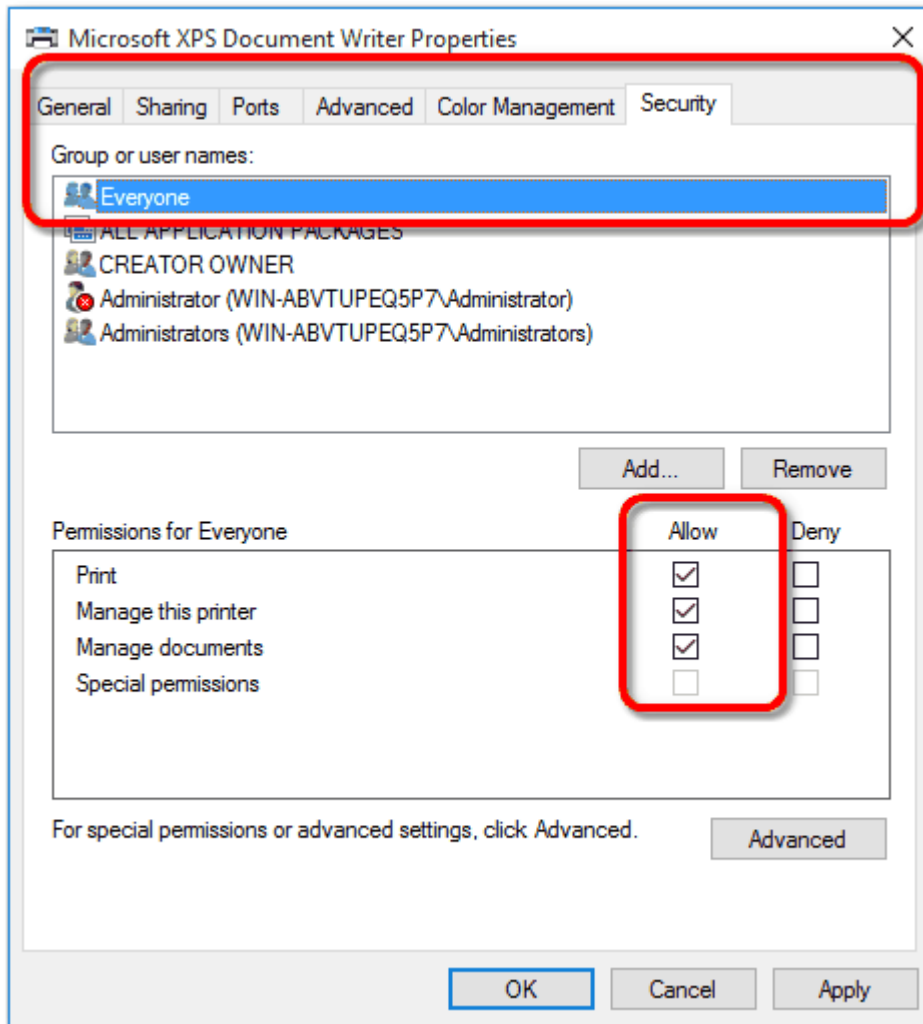 Microsoft XPS Document Writer Properties
General Sharing Ports Advanced Color Management Security
Group or user names:
Everyone
ALL APPLICATION PACKAGES
CREATOR OWNER
Administrator (WIN-ABVTUPEQ5P7\Administrator)
Administrators (WIN-ABVTUPEQ5P7\Administrators)
Add... Remove
Permissions for Everyone Allow Deny
Print
Manage this printer
Manage documents
Special permissions
For special permissions or advanced settings, click Advanced. Advanced
OK Cancel Apply